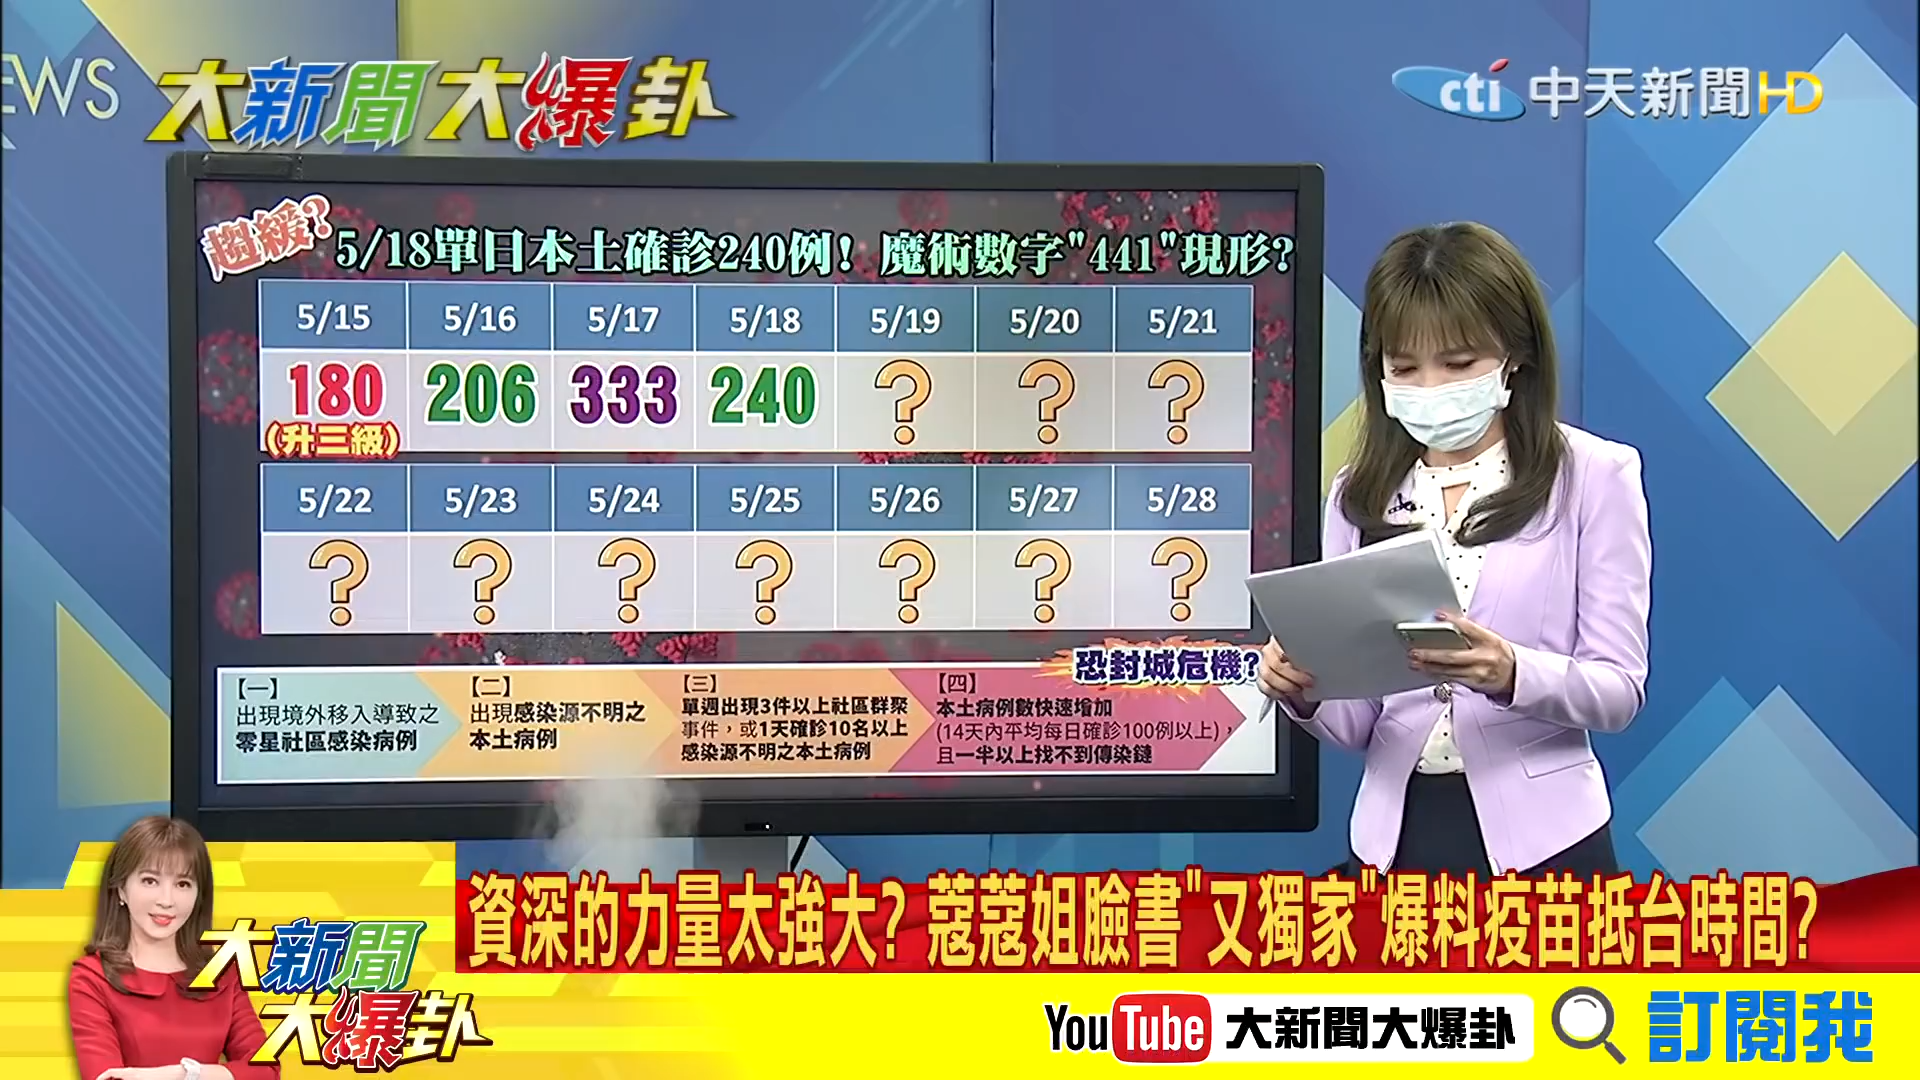 EWS
大新聞大爆卦
cti 中天新聞HD
趨緩?
5/18單日本土確診240例! 魔術數字"441"現形?
5/15 5/16 5/17 5/18 5/19 5/20 5/21
180 206 333 240 ? ? ?
(升三級)
5/22 5/23 5/24 5/25 5/26 5/27 5/28
? ? ? ? ? ? ?
恐封城危機?
【一】
出現境外移入導致之
零星社區感染病例
【二】
出現感染源不明之
本土病例
【三】
單週出現3件以上社區群聚
事件，或1天確診10名以上
感染源不明之本土病例
【四】
本土病例數快速增加
(14天內平均每日確診100例以上)，
且一半以上找不到傳染鏈
資深的力量太強大? 蔻蔻姐臉書"又獨家"爆料疫苗抵台時間?
大新聞
大爆卦
YouTube 大新聞大爆卦 訂閱我